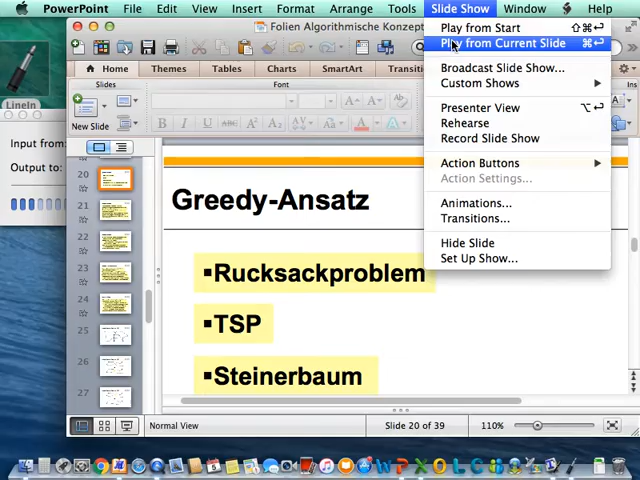 PowerPoint File Edit View Insert Format Arrange Tools Slide Show Window
Folien Algorithmische Konzept
Play from Start ⇧⌘↩
Play from Current Slide ⌘↩
Broadcast Slide Show...
Custom Shows
Presenter View ⌥↩
Rehearse
Record Slide Show
Action Buttons
Action Settings...
Animations...
Transitions...
Hide Slide
Set Up Show...
LineIn
Input from:
Output to:
Home Themes Tables Charts SmartArt Transiti
Slides Font
New Slide
20
21
22
23
24
25
26
27
Greedy-Ansatz
▪Rucksackproblem
▪TSP
▪Steinerbaum
Normal View Slide 20 of 39 110%